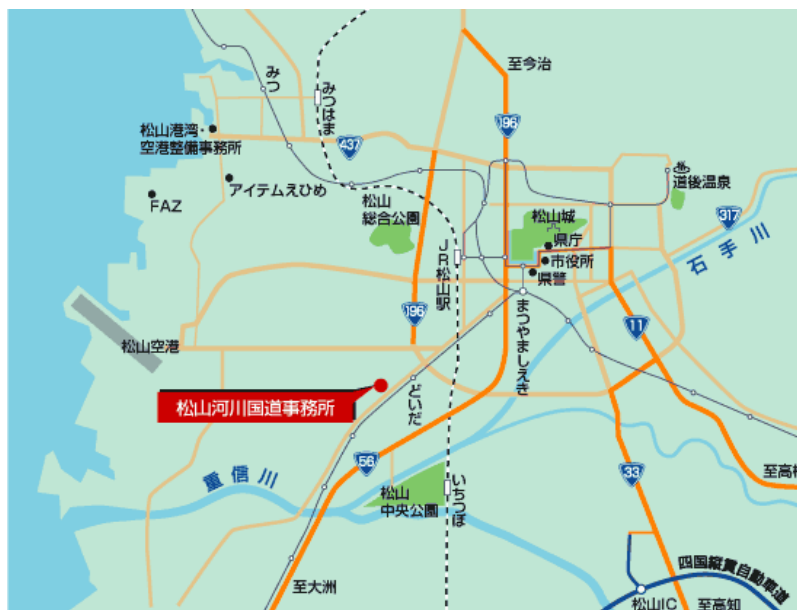 至今治
みつ
みつはま
196
松山港湾・
空港整備事務所
437
アイテムえひめ
FAZ
松山
総合公園
道後温泉
松山城
317
石手川
県庁
市役所
県警
JR松山駅
196
まつやましえき
11
松山空港
どいだ
松山河川国道事務所
56
33
重信川
いちつぼ
松山
中央公園
至高松
四国縦貫自動車道
至大洲
松山IC
至高知